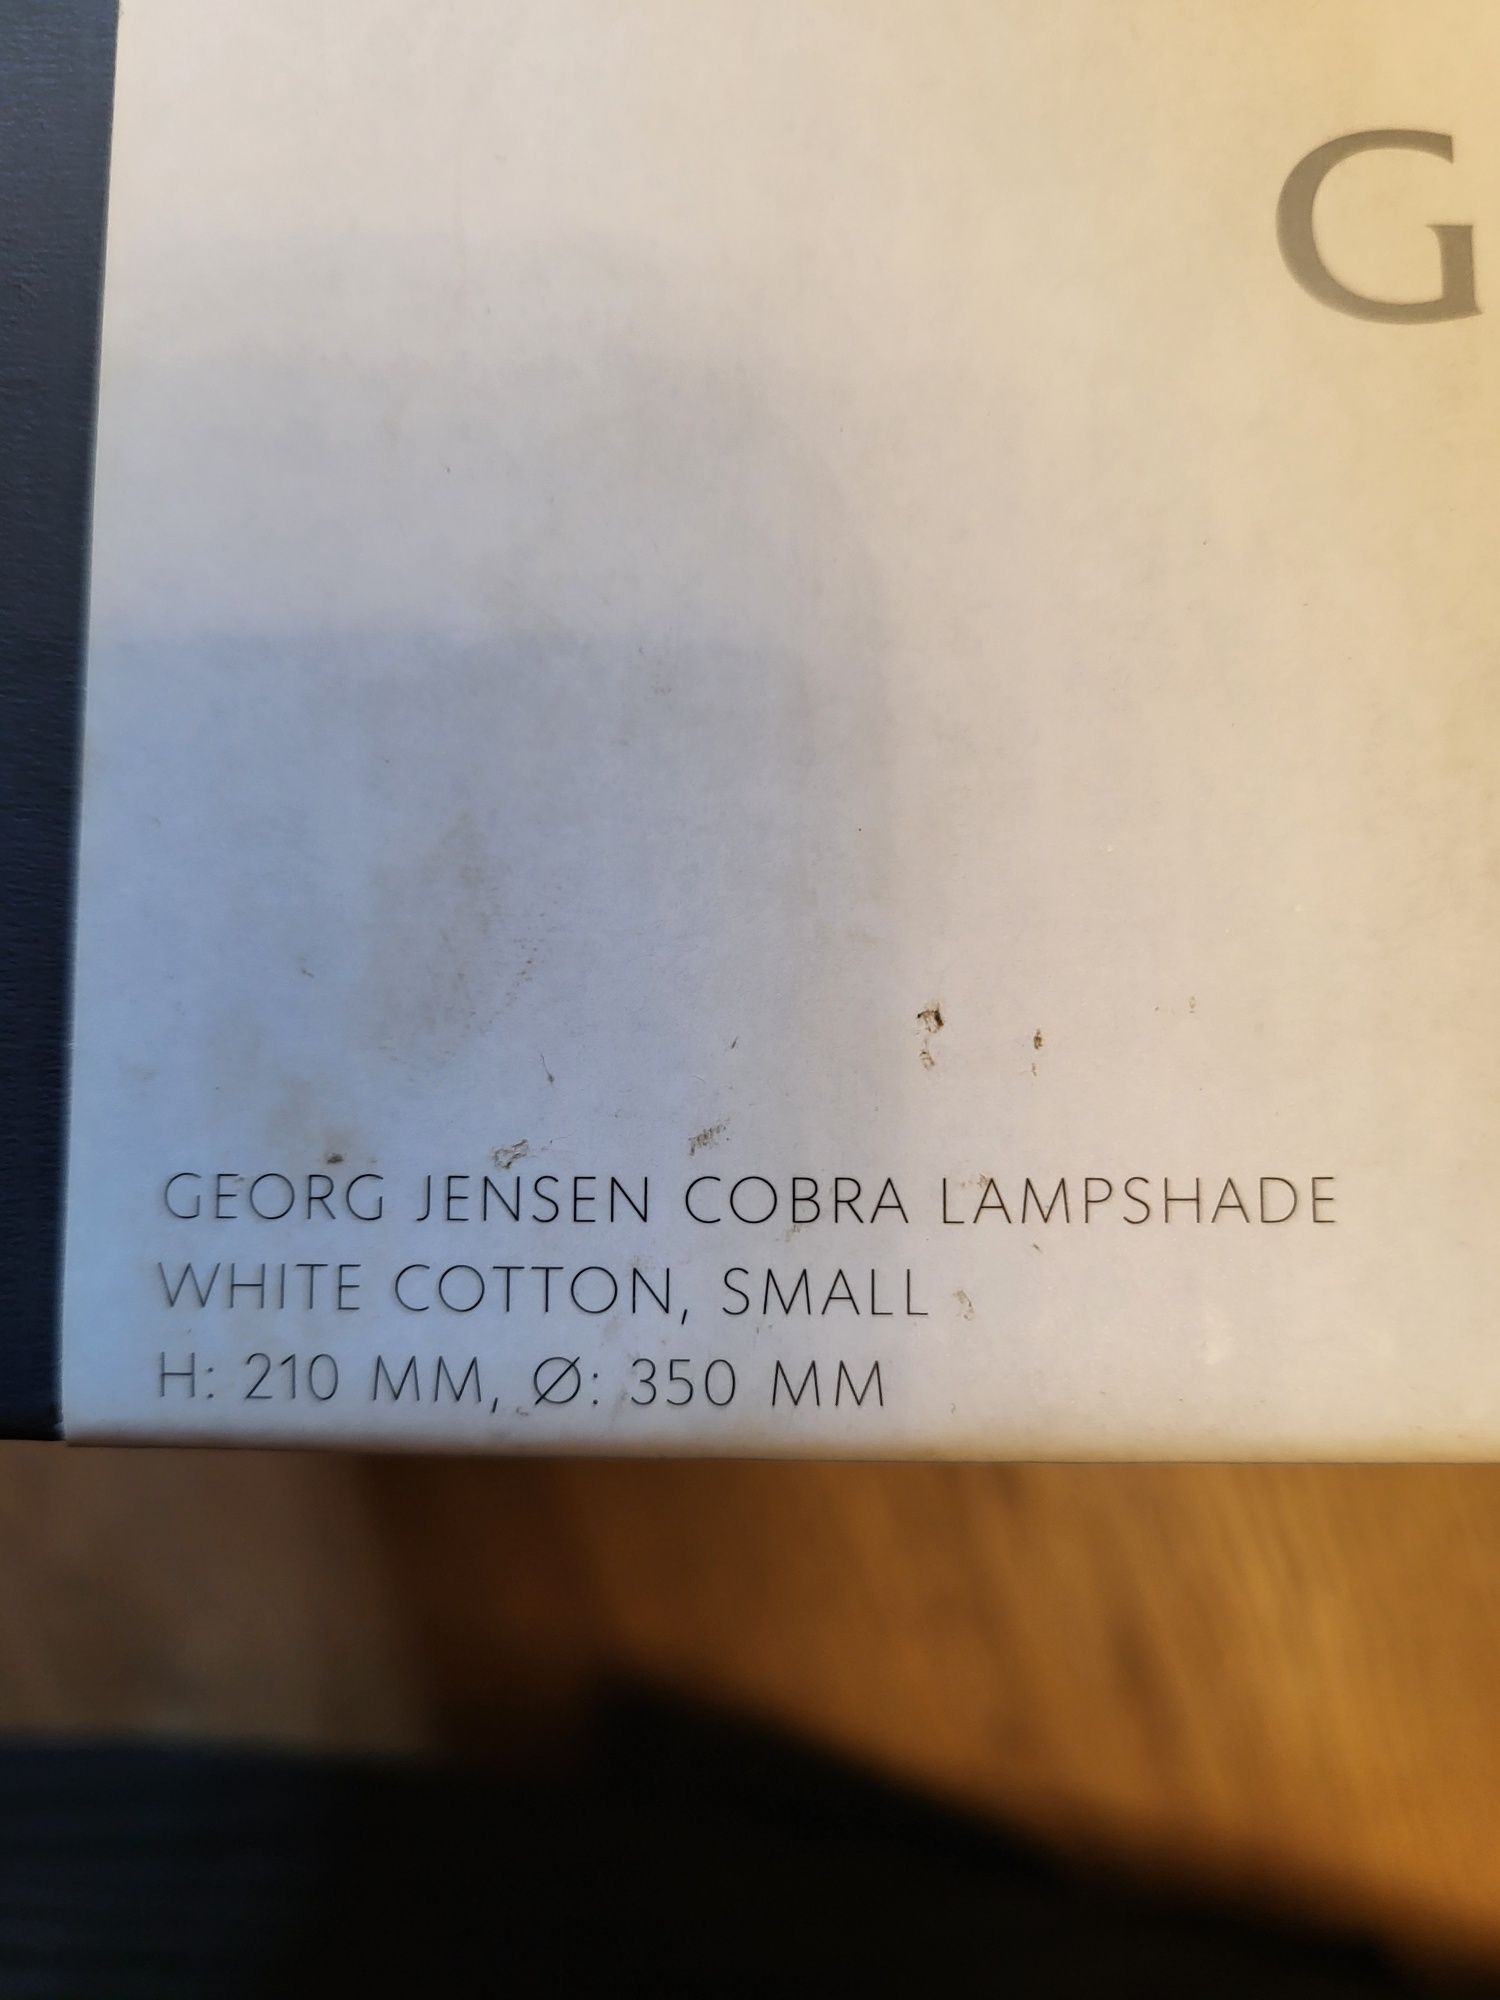 G
GEORG JENSEN COBRA LAMPSHADE
WHITE COTTON, SMALL
H: 210 MM, Ø: 350 MM